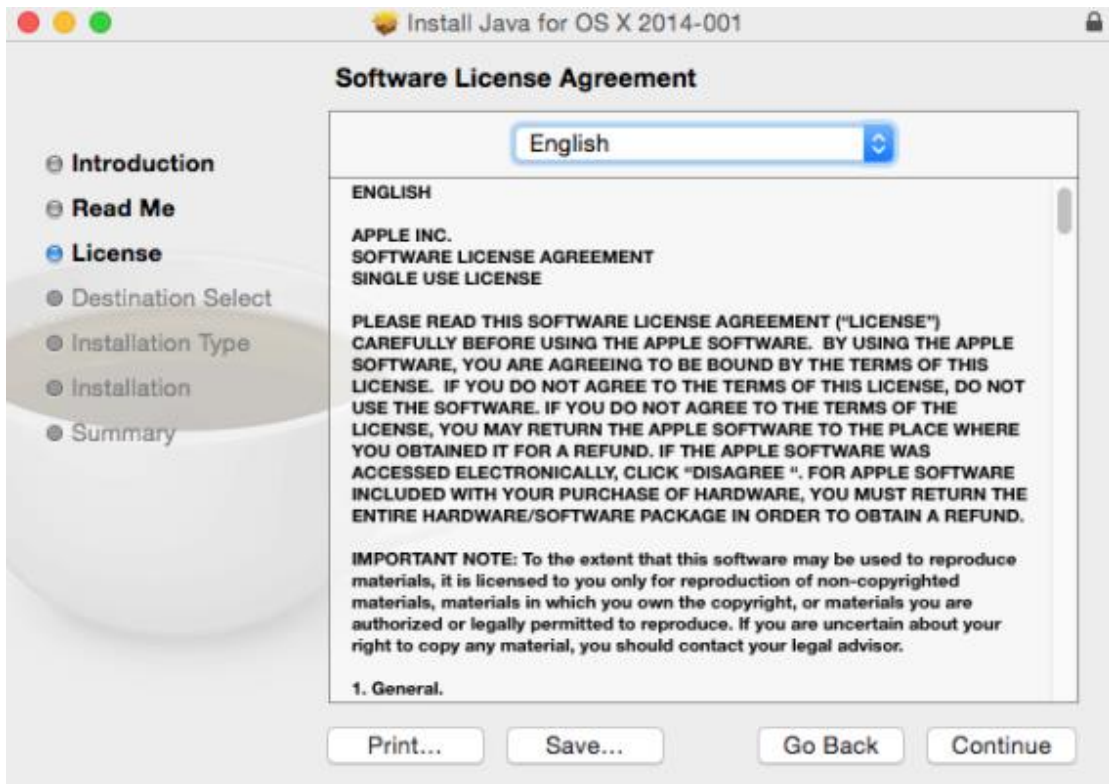 Install Java for OS X 2014-001
Software License Agreement
Introduction
Read Me
License
Destination Select
Installation Type
Installation
Summary
English
ENGLISH
APPLE INC.
SOFTWARE LICENSE AGREEMENT
SINGLE USE LICENSE
PLEASE READ THIS SOFTWARE LICENSE AGREEMENT (“LICENSE”)
CAREFULLY BEFORE USING THE APPLE SOFTWARE.  BY USING THE APPLE
SOFTWARE, YOU ARE AGREEING TO BE BOUND BY THE TERMS OF THIS
LICENSE.  IF YOU DO NOT AGREE TO THE TERMS OF THIS LICENSE, DO NOT
USE THE SOFTWARE. IF YOU DO NOT AGREE TO THE TERMS OF THE
LICENSE, YOU MAY RETURN THE APPLE SOFTWARE TO THE PLACE WHERE
YOU OBTAINED IT FOR A REFUND. IF THE APPLE SOFTWARE WAS
ACCESSED ELECTRONICALLY, CLICK “DISAGREE “. FOR APPLE SOFTWARE
INCLUDED WITH YOUR PURCHASE OF HARDWARE, YOU MUST RETURN THE
ENTIRE HARDWARE/SOFTWARE PACKAGE IN ORDER TO OBTAIN A REFUND.
IMPORTANT NOTE: To the extent that this software may be used to reproduce
materials, it is licensed to you only for reproduction of non-copyrighted
materials, materials in which you own the copyright, or materials you are
authorized or legally permitted to reproduce. If you are uncertain about your
right to copy any material, you should contact your legal advisor.
1. General.
Print...
Save...
Go Back
Continue